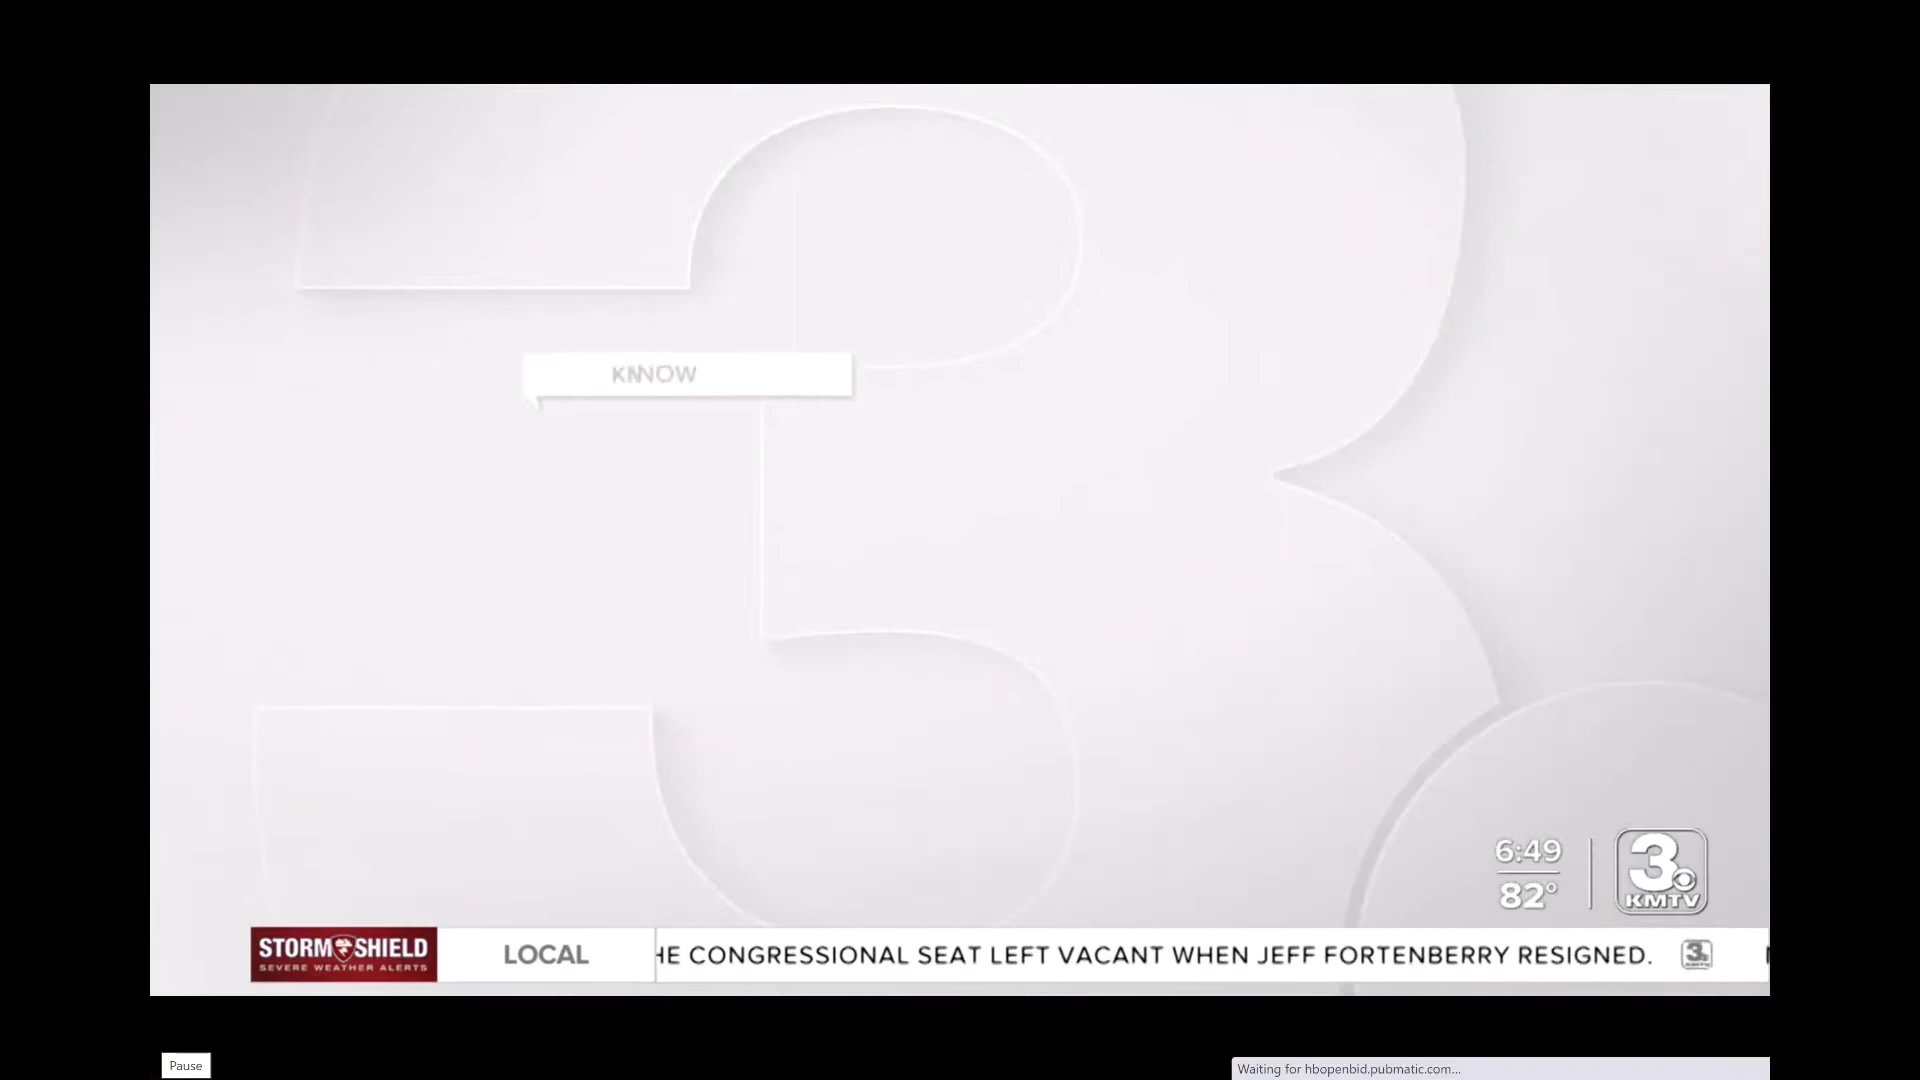 6:49
82°
3
KMTV
STORM SHIELD
SEVERE WEATHER ALERTS
LOCAL
HE CONGRESSIONAL SEAT LEFT VACANT WHEN JEFF FORTENBERRY RESIGNED.
3
Pause
Waiting for hbopenbid.pubmatic.com...